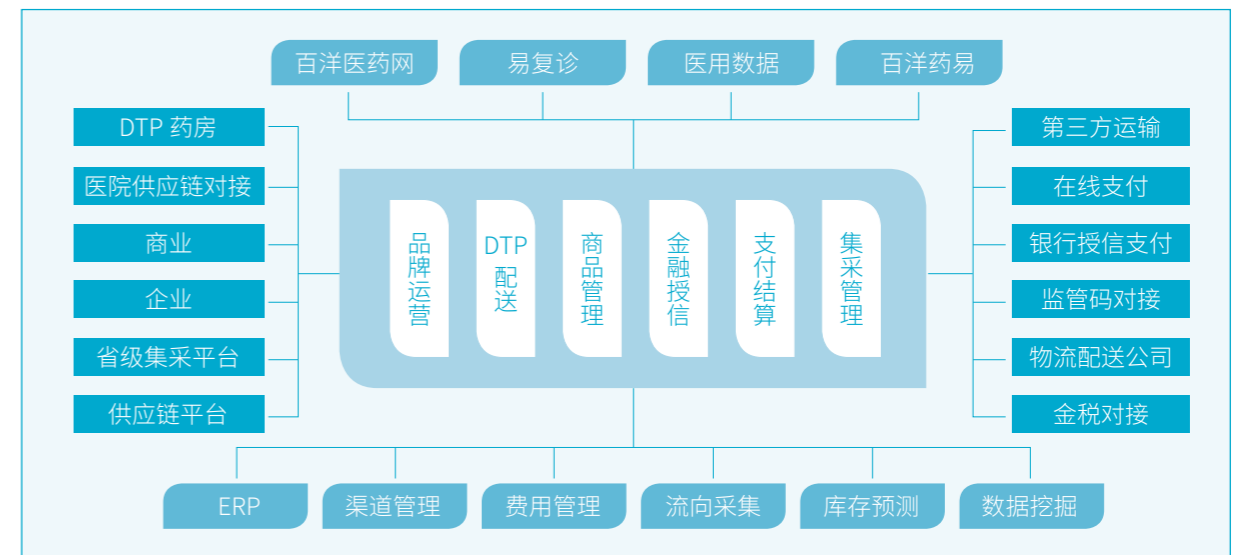 百洋医药网
易复诊
医用数据
百洋药易
DTP 药房
医院供应链对接
商业
企业
省级集采平台
供应链平台
品牌运营
DTP
配送
商品管理
金融授信
支付结算
集采管理
第三方运输
在线支付
银行授信支付
监管码对接
物流配送公司
金税对接
ERP
渠道管理
费用管理
流向采集
库存预测
数据挖掘